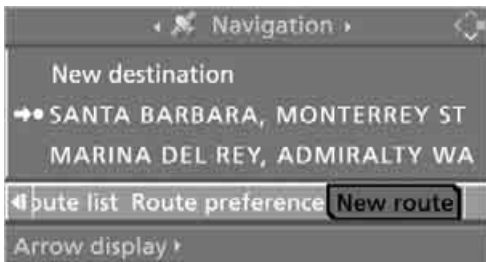 Navigation
New destination
SANTA BARBARA, MONTERREY ST
MARINA DEL REY, ADMIRALTY WA
oute list Route preference New route
Arrow display